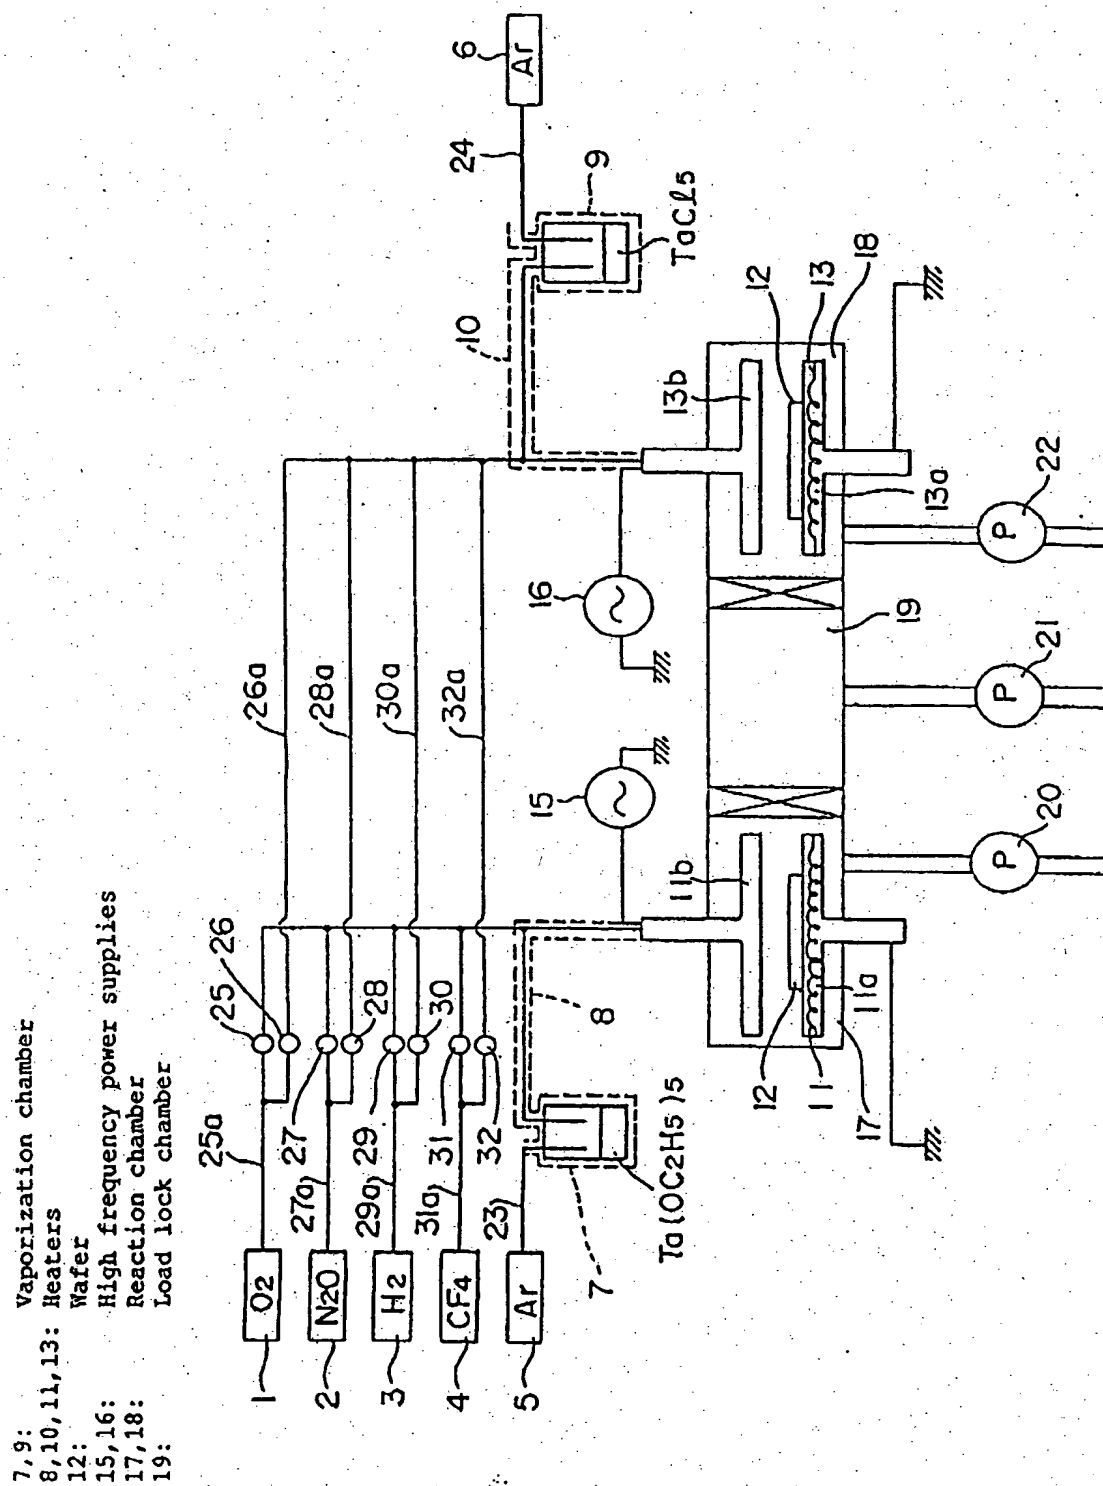 7,9: Vaporization chamber
8,10,11,13: Heaters
12: Wafer
15,16: High frequency power supplies
17,18: Reaction chamber
19: Load lock chamber
1 O2 25a 25 26 26a
2 N2O 27a 27 28 28a
3 H2 29a 29 30 30a
4 CF4 31a 31 32 32a
5 Ar 23 24 Ar 6
7 8 10 9
Ta(OC2H5)5 TaCl5
15 16
11b 13b
12 12
11 13
17 11a 19 13a 18
20 P 21 P 22 P